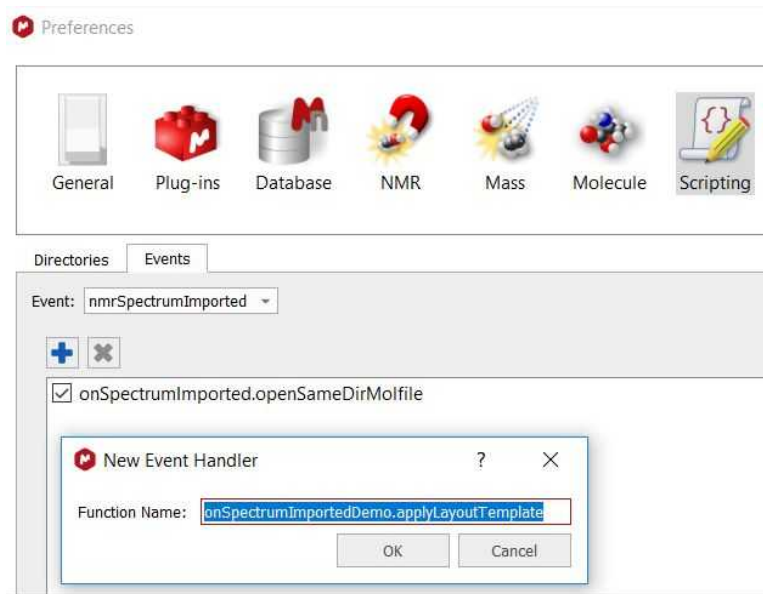 Preferences
General Plug-ins Database NMR Mass Molecule Scripting
Directories Events
Event: nmrSpectrumImported
onSpectrumImported.openSameDirMolfile
New Event Handler ?
Function Name: onSpectrumImportedDemo.applyLayoutTemplate
OK Cancel